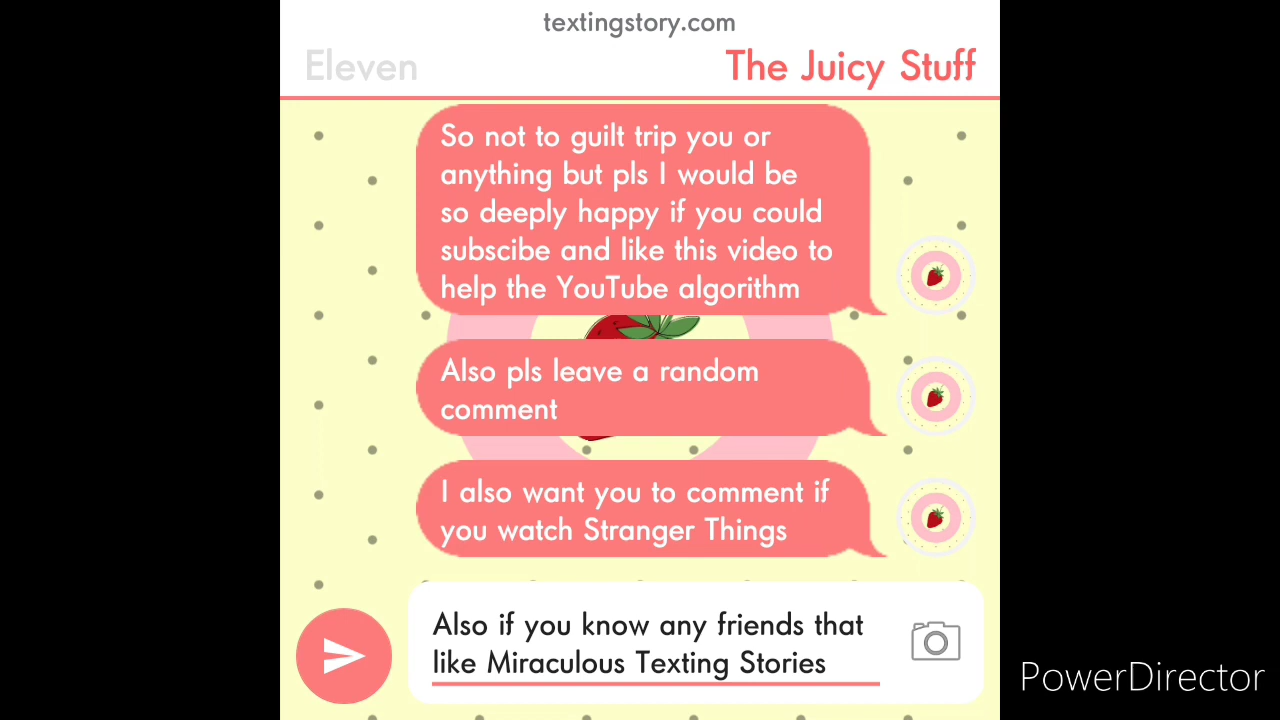 textingstory.com
Eleven
The Juicy Stuff
So not to guilt trip you or
anything but pls I would be
so deeply happy if you could
subscibe and like this video to
help the YouTube algorithm
Also pls leave a random
comment
I also want you to comment if
you watch Stranger Things
Also if you know any friends that
like Miraculous Texting Stories
PowerDirector